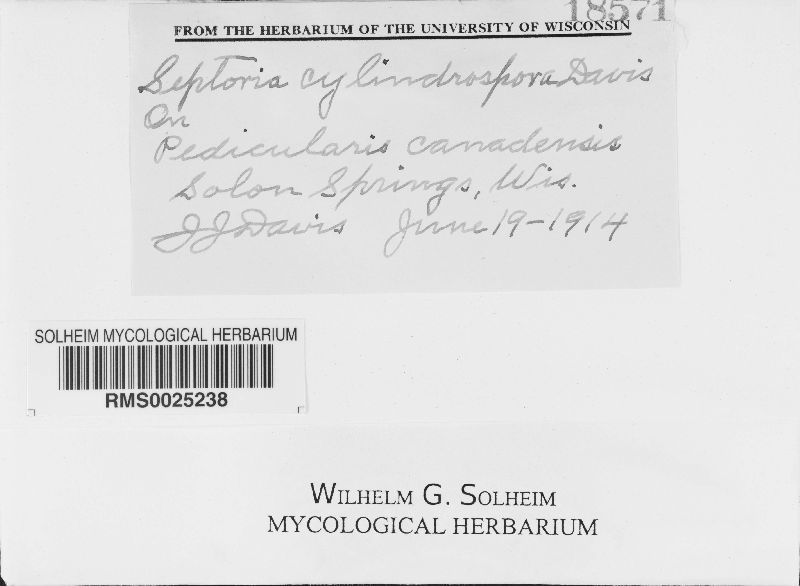 18571
FROM THE HERBARIUM OF THE UNIVERSITY OF WISCONSIN
Septoria cylindrospora Davis
On
Pedicularis canadensis
Solon Springs, Wis.
JJDavis June 19-1914
SOLHEIM MYCOLOGICAL HERBARIUM
RMS0025238
WILHELM G. SOLHEIM
MYCOLOGICAL HERBARIUM